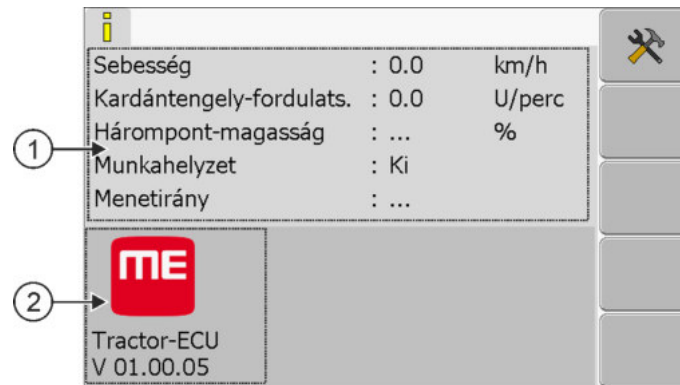 i
Sebesség : 0.0 km/h
Kardántengely-fordulats. : 0.0 U/perc
Hárompont-magasság : ... %
Munkahelyzet : Ki
Menetirány : ...
1
ME
2
Tractor-ECU
V 01.00.05